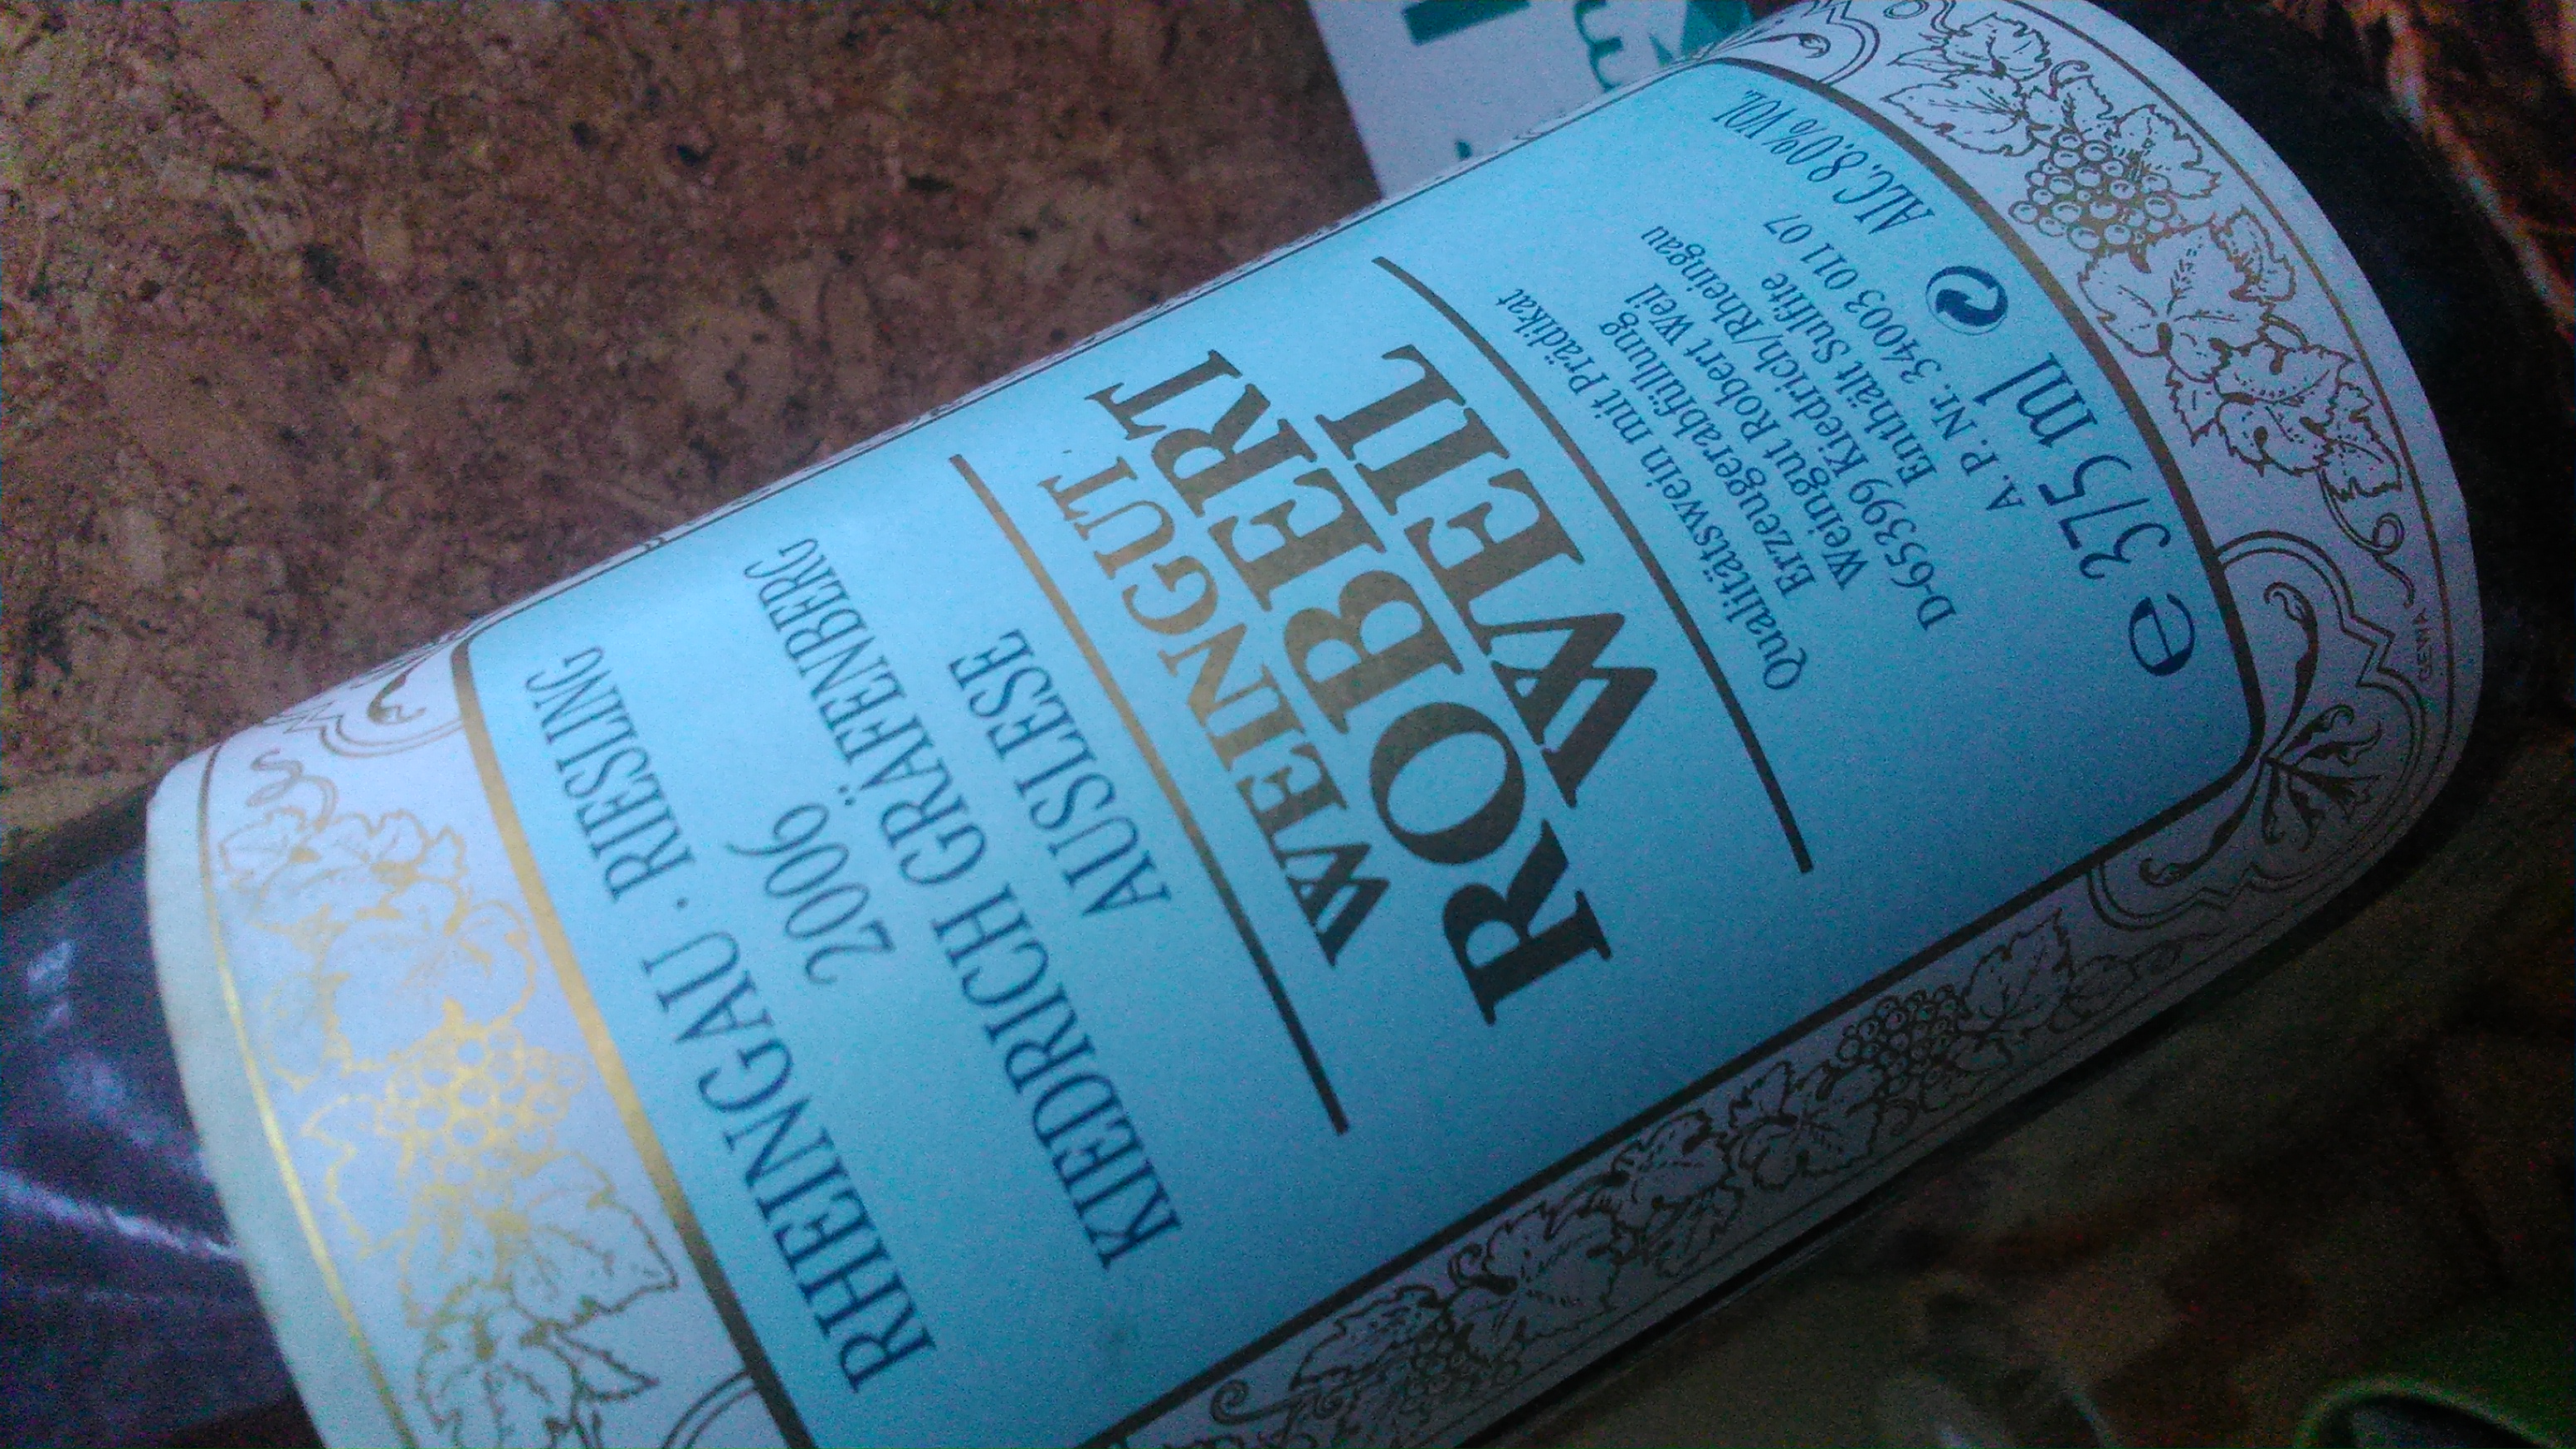 RHEINGAU · RIESLING
2006
KIEDRICH GRÄFENBERG
AUSLESE
WEINGUT
ROBERT
WEIL
Qualitätswein mit Prädikat
Erzeugerabfüllung
Weingut Robert Weil
D-65399 Kiedrich/Rheingau
Enthält Sulfite
A. P. Nr. 34003 011 07
e 375 ml
ALC. 8.0% VOL.